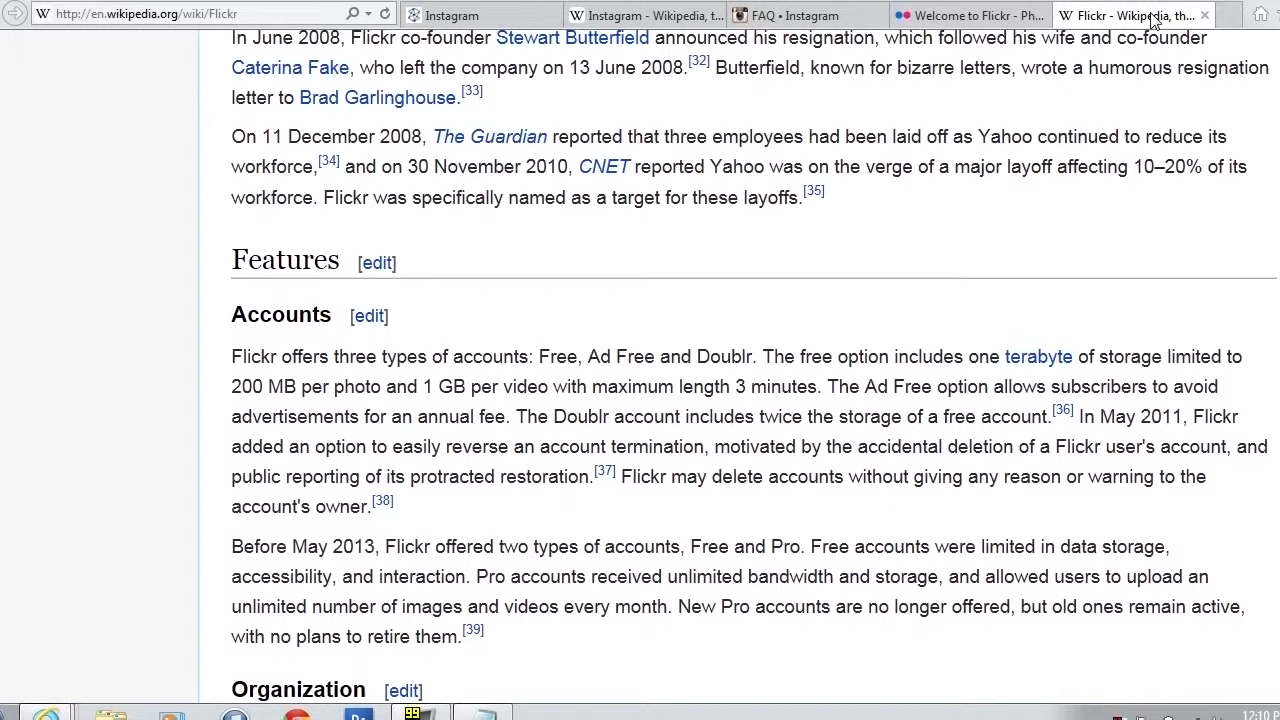 http://en.wikipedia.org/wiki/Flickr
Instagram
Instagram - Wikipedia, t...
FAQ • Instagram
Welcome to Flickr - Ph...
Flickr - Wikipedia, th...
In June 2008, Flickr co-founder Stewart Butterfield announced his resignation, which followed his wife and co-founder
Caterina Fake, who left the company on 13 June 2008.[32] Butterfield, known for bizarre letters, wrote a humorous resignation
letter to Brad Garlinghouse.[33]
On 11 December 2008, The Guardian reported that three employees had been laid off as Yahoo continued to reduce its
workforce,[34] and on 30 November 2010, CNET reported Yahoo was on the verge of a major layoff affecting 10–20% of its
workforce. Flickr was specifically named as a target for these layoffs.[35]
Features [edit]
Accounts [edit]
Flickr offers three types of accounts: Free, Ad Free and Doublr. The free option includes one terabyte of storage limited to
200 MB per photo and 1 GB per video with maximum length 3 minutes. The Ad Free option allows subscribers to avoid
advertisements for an annual fee. The Doublr account includes twice the storage of a free account.[36] In May 2011, Flickr
added an option to easily reverse an account termination, motivated by the accidental deletion of a Flickr user's account, and
public reporting of its protracted restoration.[37] Flickr may delete accounts without giving any reason or warning to the
account's owner.[38]
Before May 2013, Flickr offered two types of accounts, Free and Pro. Free accounts were limited in data storage,
accessibility, and interaction. Pro accounts received unlimited bandwidth and storage, and allowed users to upload an
unlimited number of images and videos every month. New Pro accounts are no longer offered, but old ones remain active,
with no plans to retire them.[39]
Organization [edit]
99
12:10 P